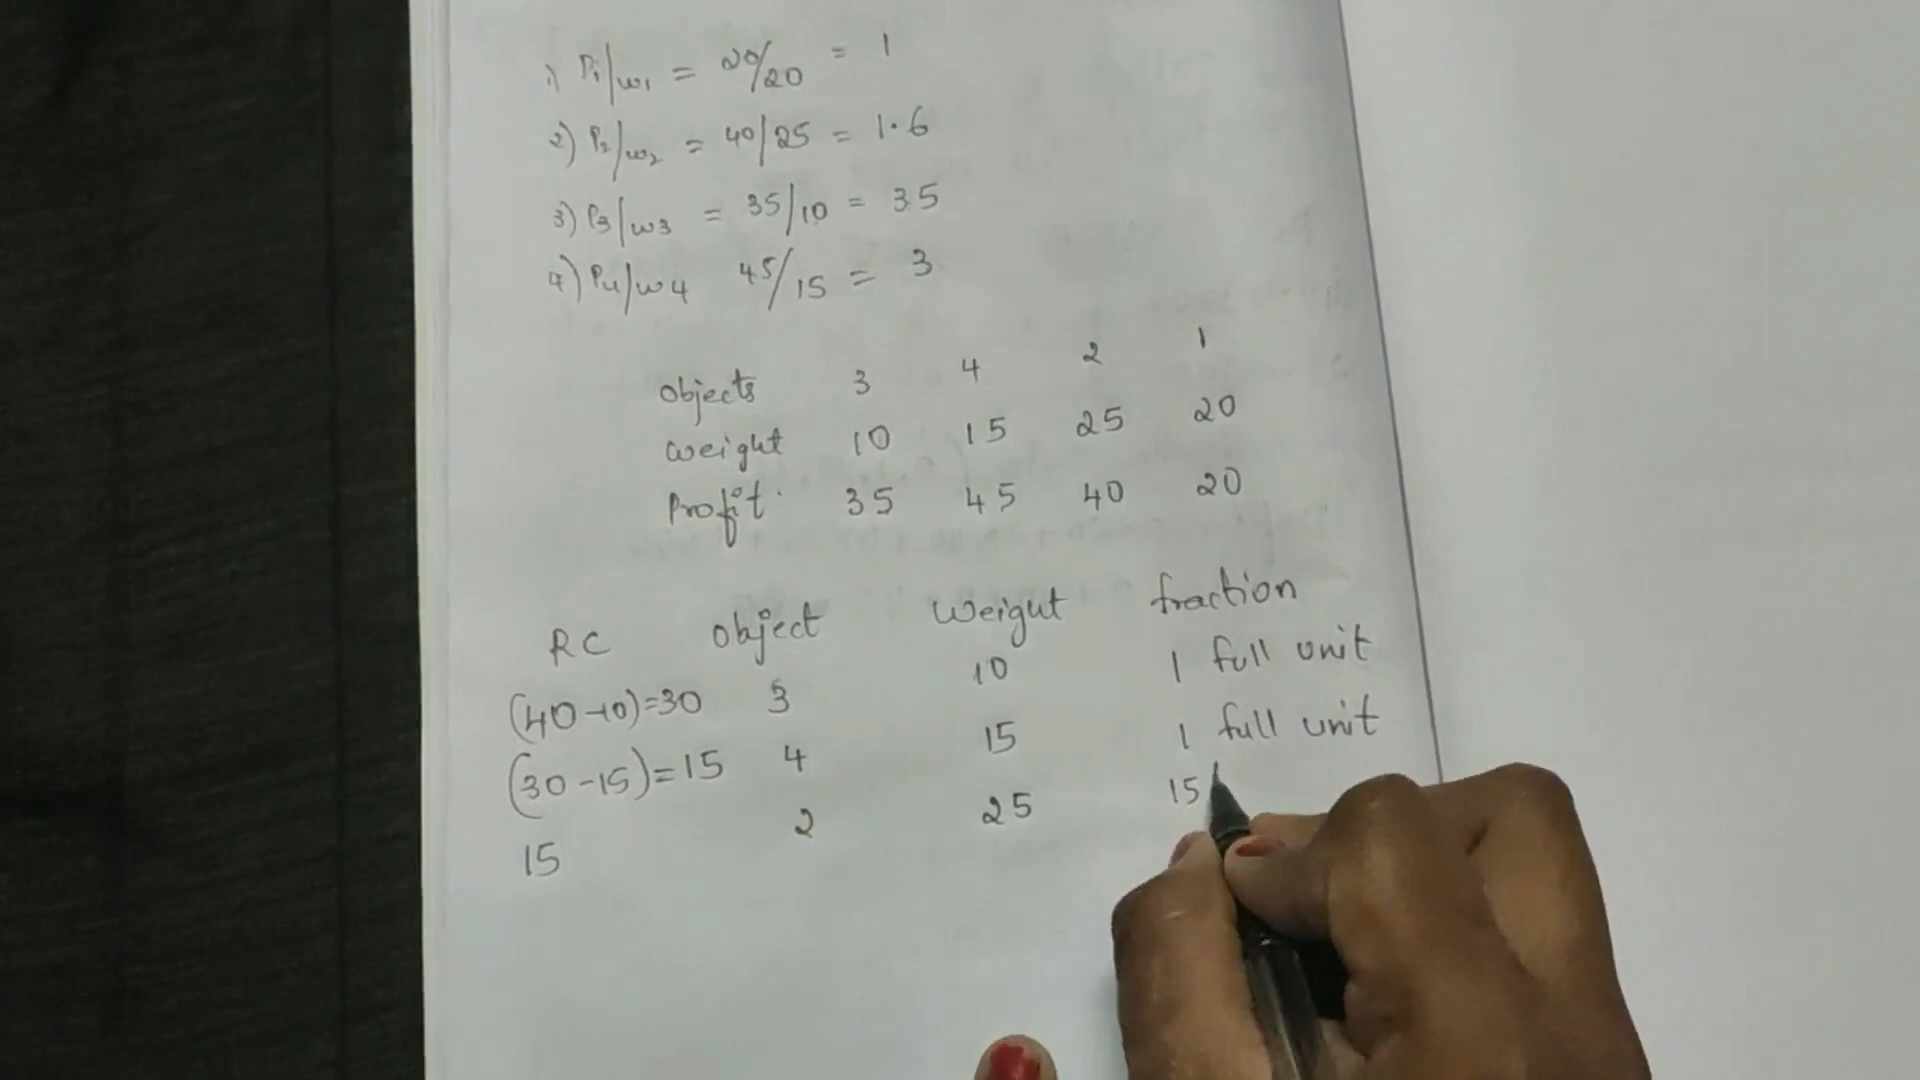 1) P1/w1 = 20/20 = 1
2) P2/w2 = 40/25 = 1.6
3) P3/w3 = 35/10 = 3.5
4) P4/w4 45/15 = 3
Objects 3 4 2 1
Weight 10 15 25 20
Profit 35 45 40 20
RC Object Weight fraction
(40-10)=30 3 10 1 full unit
(30-15)=15 4 15 1 full unit
15 2 25 15/